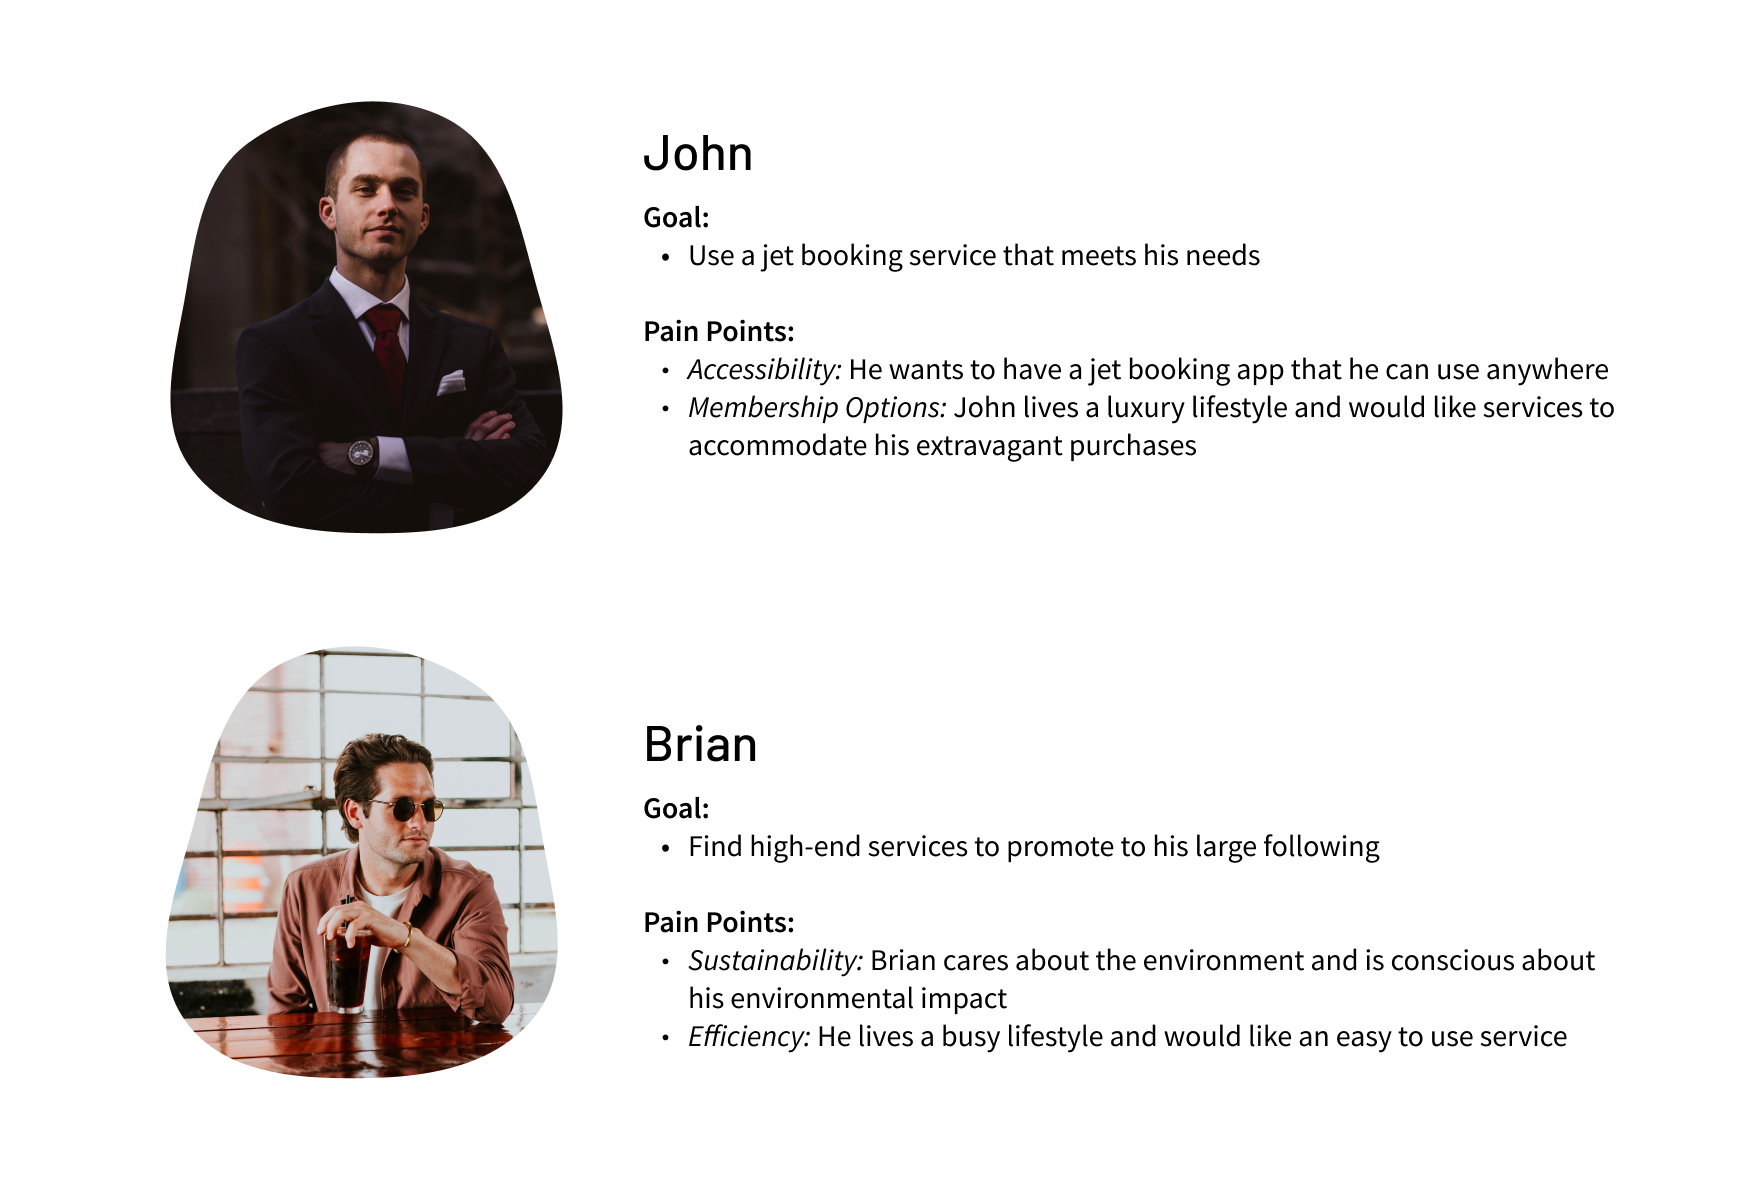 John
Goal:
• Use a jet booking service that meets his needs
Pain Points:
• Accessibility: He wants to have a jet booking app that he can use anywhere
• Membership Options: John lives a luxury lifestyle and would like services to
accommodate his extravagant purchases
Brian
Goal:
• Find high-end services to promote to his large following
Pain Points:
• Sustainability: Brian cares about the environment and is conscious about
his environmental impact
• Efficiency: He lives a busy lifestyle and would like an easy to use service